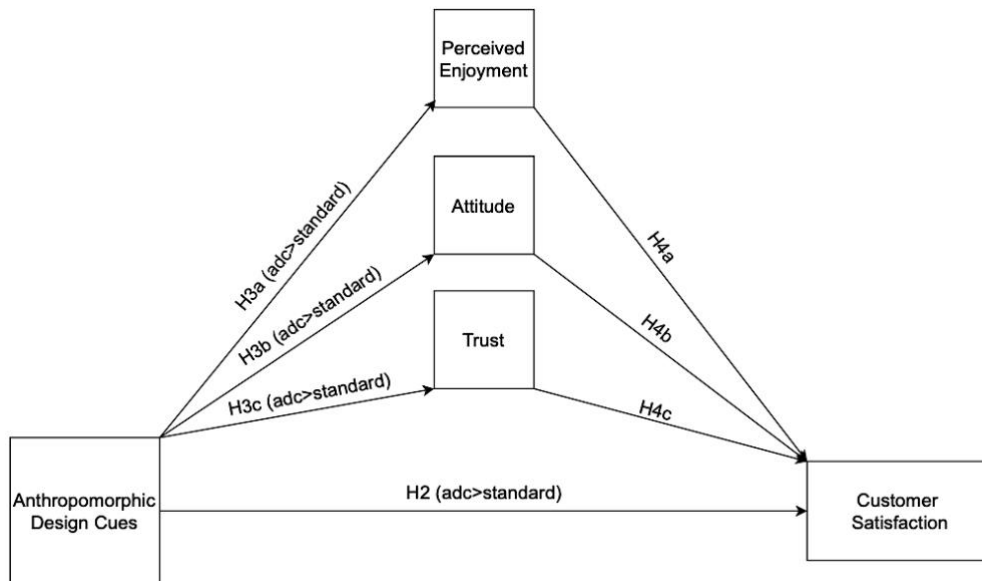 Perceived
Enjoyment
H3a (adc>standard)
H4a
Attitude
H3b (adc>standard)
H4b
Trust
H3c (adc>standard)
H4c
Anthropomorphic
Design Cues
H2 (adc>standard)
Customer
Satisfaction